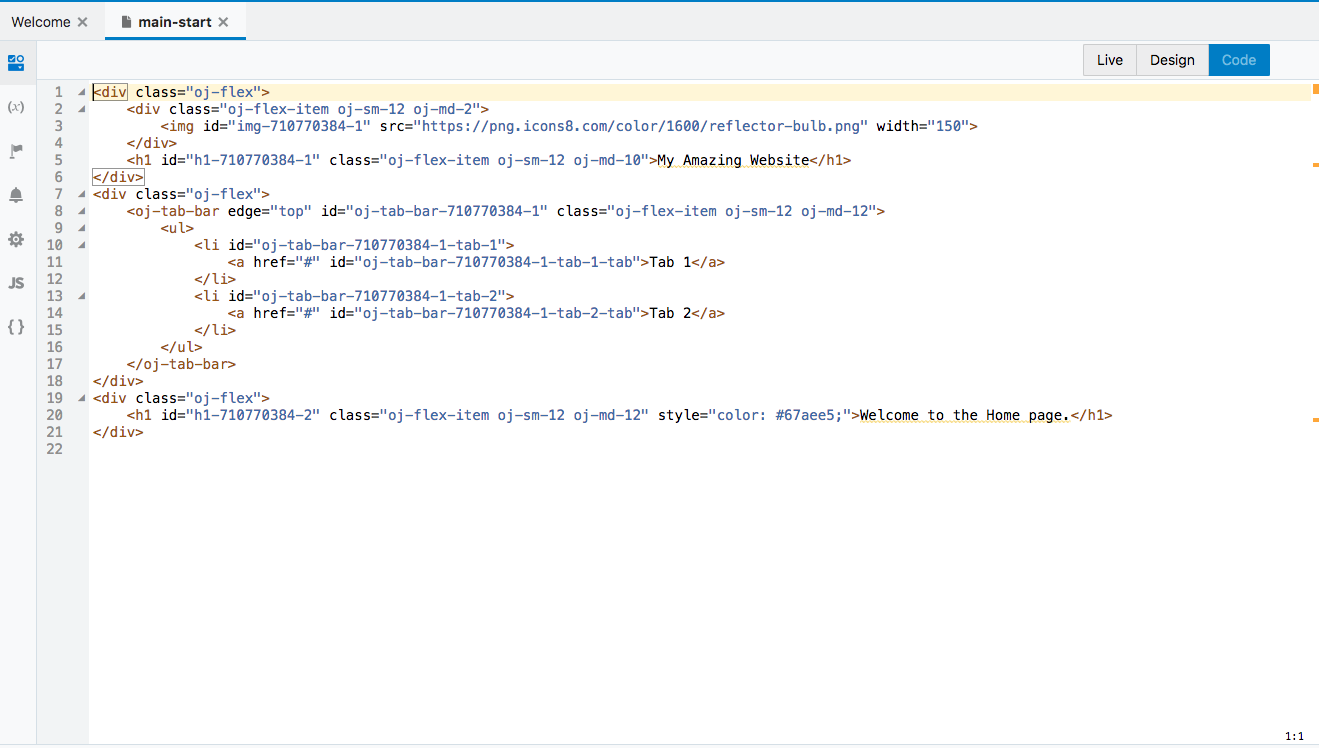 Welcome
main-start
Live Design Code
(x)
JS
{ }
1 <div class="oj-flex">
2 <div class="oj-flex-item oj-sm-12 oj-md-2">
3 <img id="img-710770384-1" src="https://png.icons8.com/color/1600/reflector-bulb.png" width="150">
4 </div>
5 <h1 id="h1-710770384-1" class="oj-flex-item oj-sm-12 oj-md-10">My Amazing Website</h1>
6 </div>
7 <div class="oj-flex">
8 <oj-tab-bar edge="top" id="oj-tab-bar-710770384-1" class="oj-flex-item oj-sm-12 oj-md-12">
9 <ul>
10 <li id="oj-tab-bar-710770384-1-tab-1">
11 <a href="#" id="oj-tab-bar-710770384-1-tab-1-tab">Tab 1</a>
12 </li>
13 <li id="oj-tab-bar-710770384-1-tab-2">
14 <a href="#" id="oj-tab-bar-710770384-1-tab-2-tab">Tab 2</a>
15 </li>
16 </ul>
17 </oj-tab-bar>
18 </div>
19 <div class="oj-flex">
20 <h1 id="h1-710770384-2" class="oj-flex-item oj-sm-12 oj-md-12" style="color: #67aee5;">Welcome to the Home page.</h1>
21 </div>
22
1:1